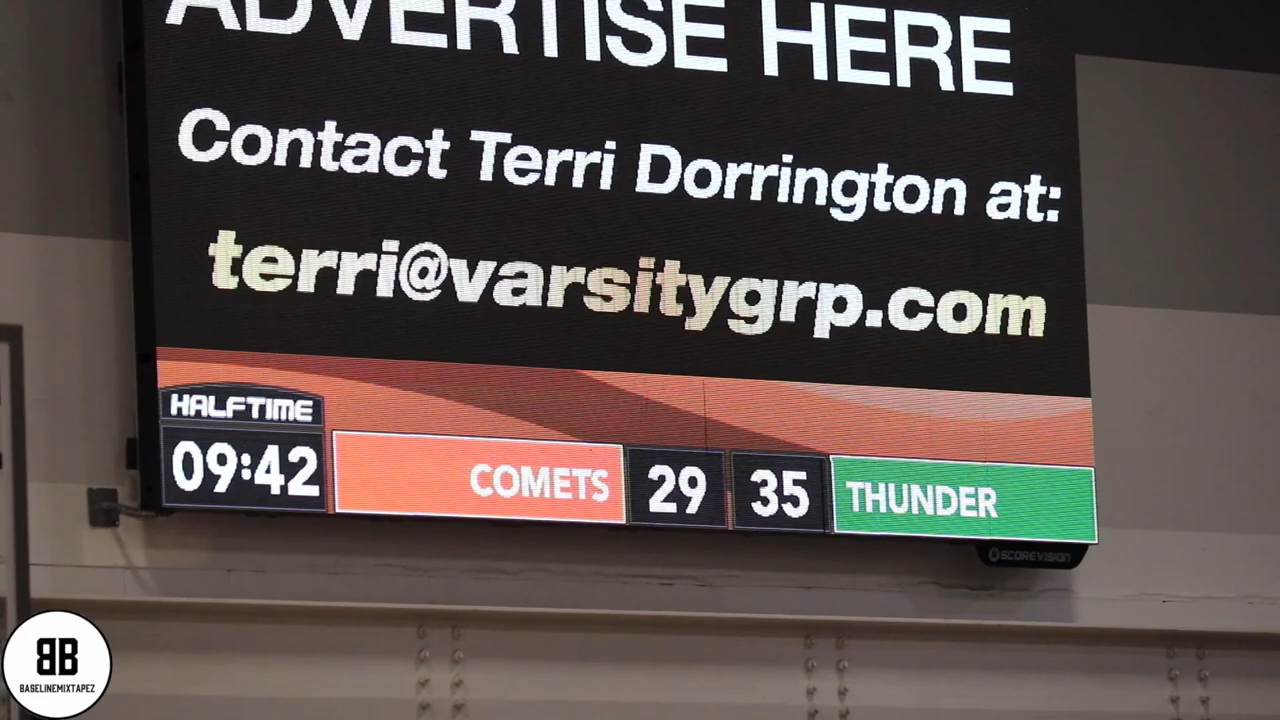 ADVERTISE HERE
Contact Terri Dorrington at:
terri@varsitygrp.com
HALFTIME
09:42
COMETS 29 35 THUNDER
SCOREVISION
BB
BASELINEMIXTAPEZ